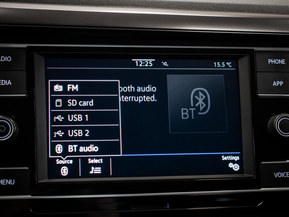 12:25
15.5 °C
RADIO
PHONE
FM
ooth audio
SD card
nterrupted.
MEDIA
APP
USB 1
BT
USB 2
BT audio
Source
Select
Settings
MENU
VOICE